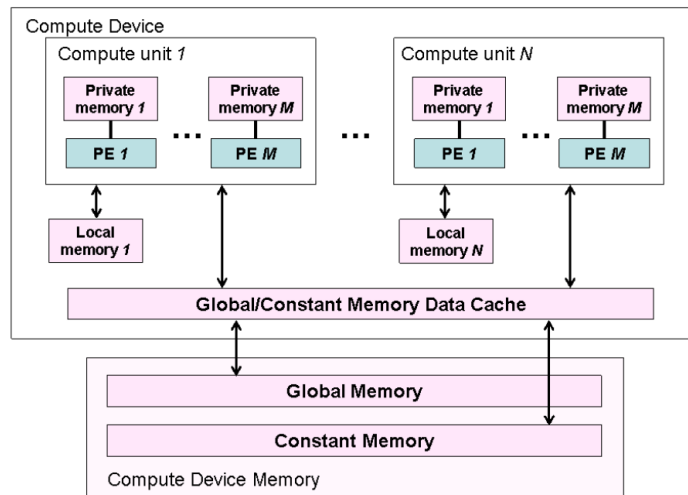 Compute Device
Compute unit 1
Compute unit N
Private
memory 1
Private
memory M
Private
memory 1
Private
memory M
PE 1
PE M
PE 1
PE M
Local
memory 1
Local
memory N
Global/Constant Memory Data Cache
Global Memory
Constant Memory
Compute Device Memory